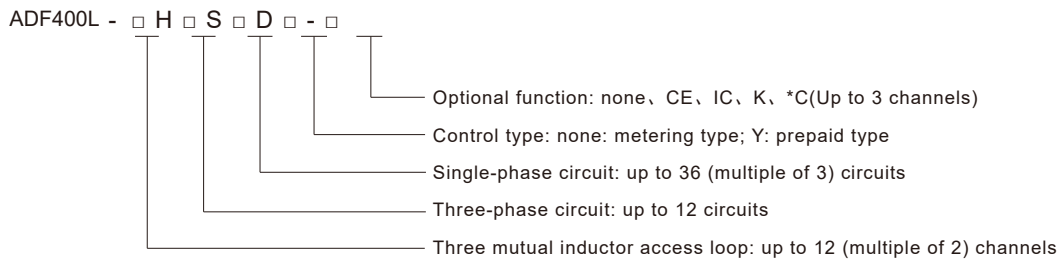 ADF400L - □ H □ S □ D □ - □
Optional function: none、CE、IC、K、*C(Up to 3 channels)
Control type: none: metering type; Y: prepaid type
Single-phase circuit: up to 36 (multiple of 3) circuits
Three-phase circuit: up to 12 circuits
Three mutual inductor access loop: up to 12 (multiple of 2) channels